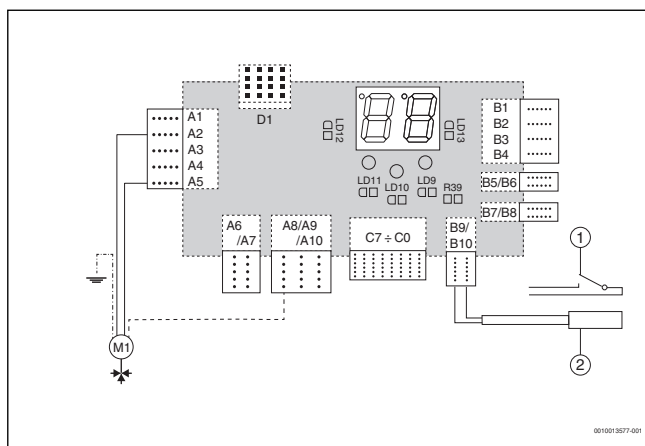 D1
LD12
LD13
A1
A2
A3
A4
A5
B1
B2
B3
B4
LD11
LD10
LD9
R39
B5/B6
B7/B8
A6
/A7
A8/A9
/A10
C7 ÷ C0
B9/
B10
1
M1
2
0010013577-001